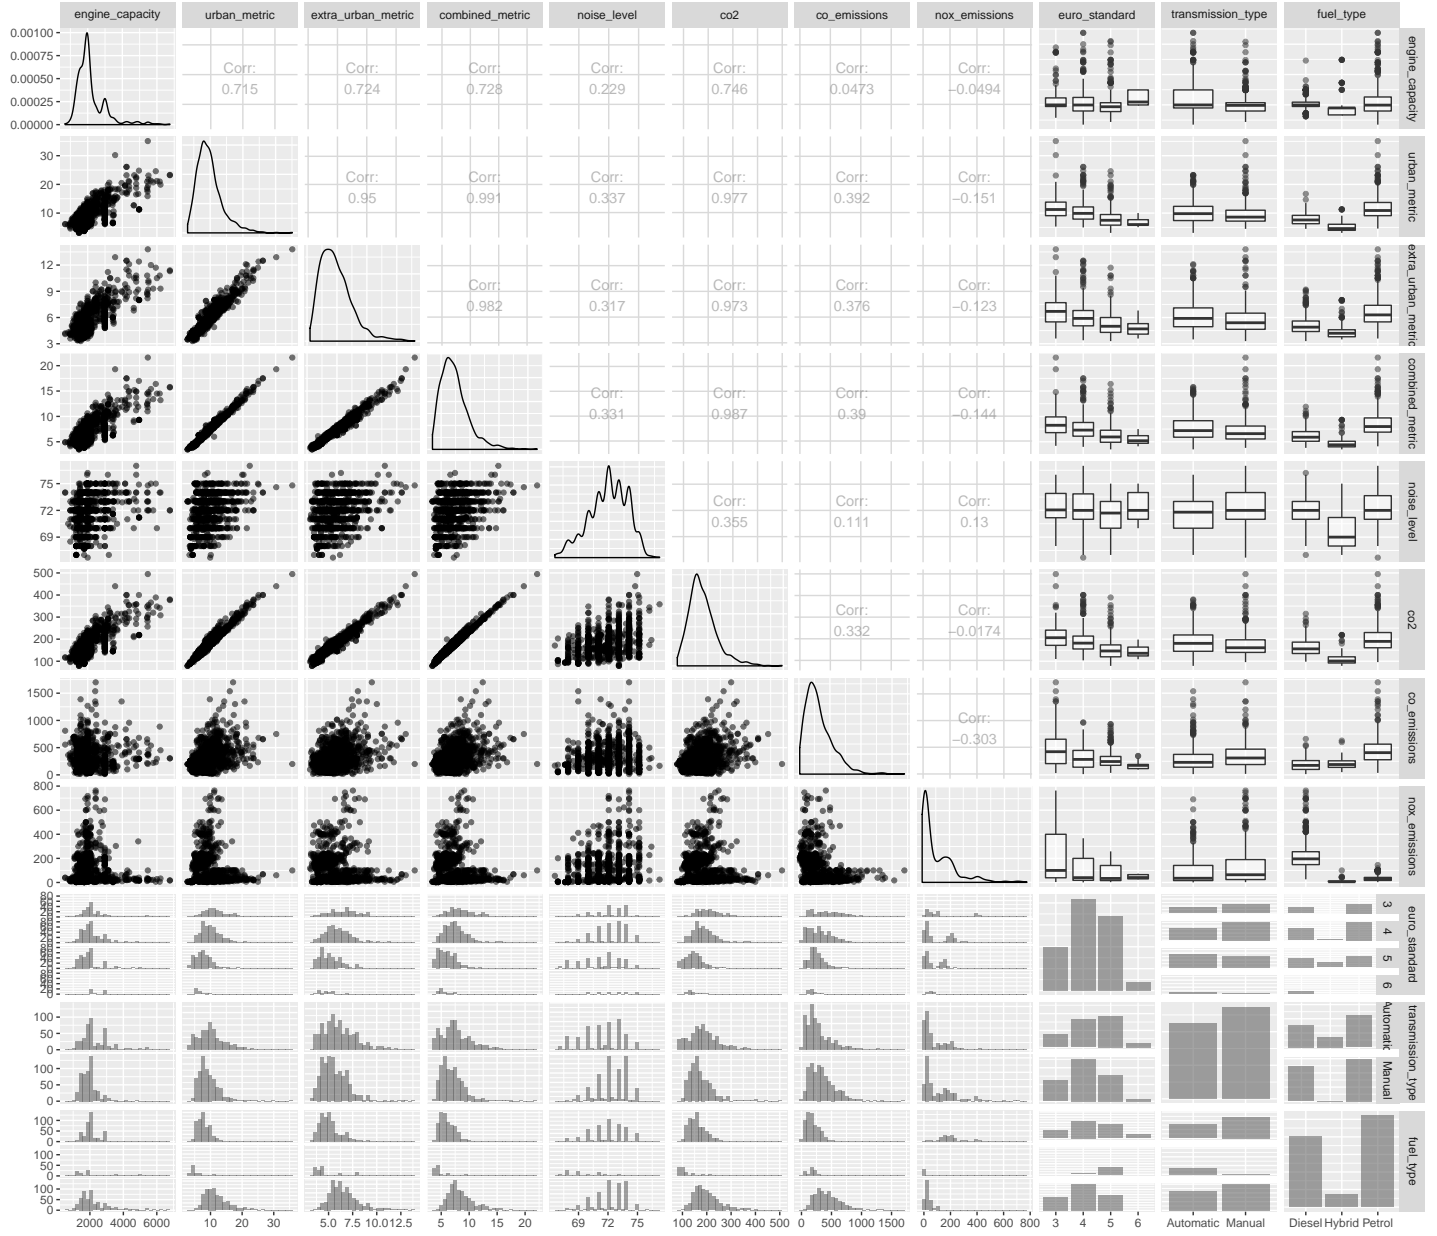 engine_capacity urban_metric extra_urban_metric combined_metric noise_level co2 co_emissions nox_emissions euro_standard transmission_type fuel_type
0.00100
0.00075
0.00050
0.00025
0.00000
Corr: Corr: Corr: Corr: Corr: Corr: Corr:
0.715 0.724 0.728 0.229 0.746 0.0473 −0.0494
engine_capacity
30
20
10
Corr: Corr: Corr: Corr: Corr: Corr:
0.95 0.991 0.337 0.977 0.392 −0.151
urban_metric
12
9
6
3
Corr: Corr: Corr: Corr: Corr:
0.982 0.317 0.973 0.376 −0.123
extra_urban_metric
20
15
10
5
Corr: Corr: Corr: Corr:
0.331 0.987 0.39 −0.144
combined_metric
75
72
69
Corr: Corr: Corr:
0.355 0.111 0.13
noise_level
500
400
300
200
100
Corr: Corr:
0.332 −0.0174
co2
1500
1000
500
0
Corr:
−0.303
co_emissions
800
600
400
200
0
nox_emissions
3
4
5
6
euro_standard
100
50
0
100
50
0
Automatic
Manual
transmission_type
100
50
0
100
50
0
100
50
0
fuel_type
2000 4000 6000 10 20 30 5.0 7.5 10.0 12.5 5 10 15 20 69 72 75 100 200 300 400 500 0 500 1000 1500 0 200 400 600 800 3 4 5 6 Automatic Manual Diesel Hybrid Petrol